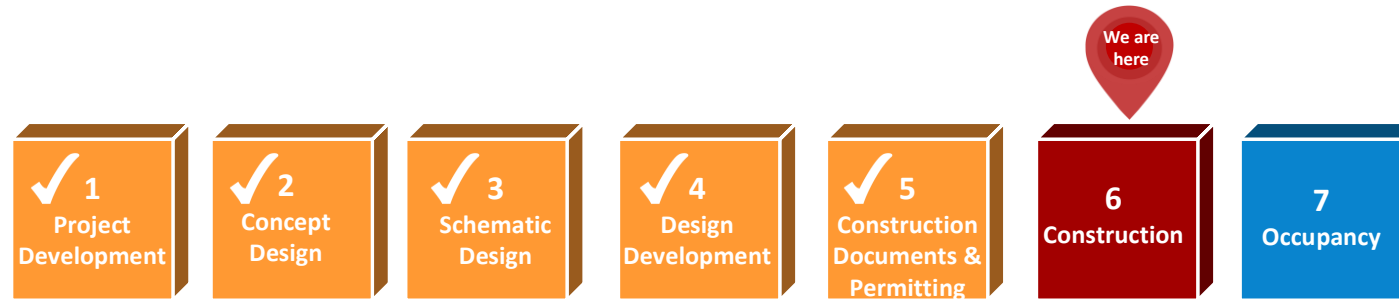 We are
here
1
Project
Development
2
Concept
Design
3
Schematic
Design
4
Design
Development
5
Construction
Documents &
Permitting
6
Construction
7
Occupancy